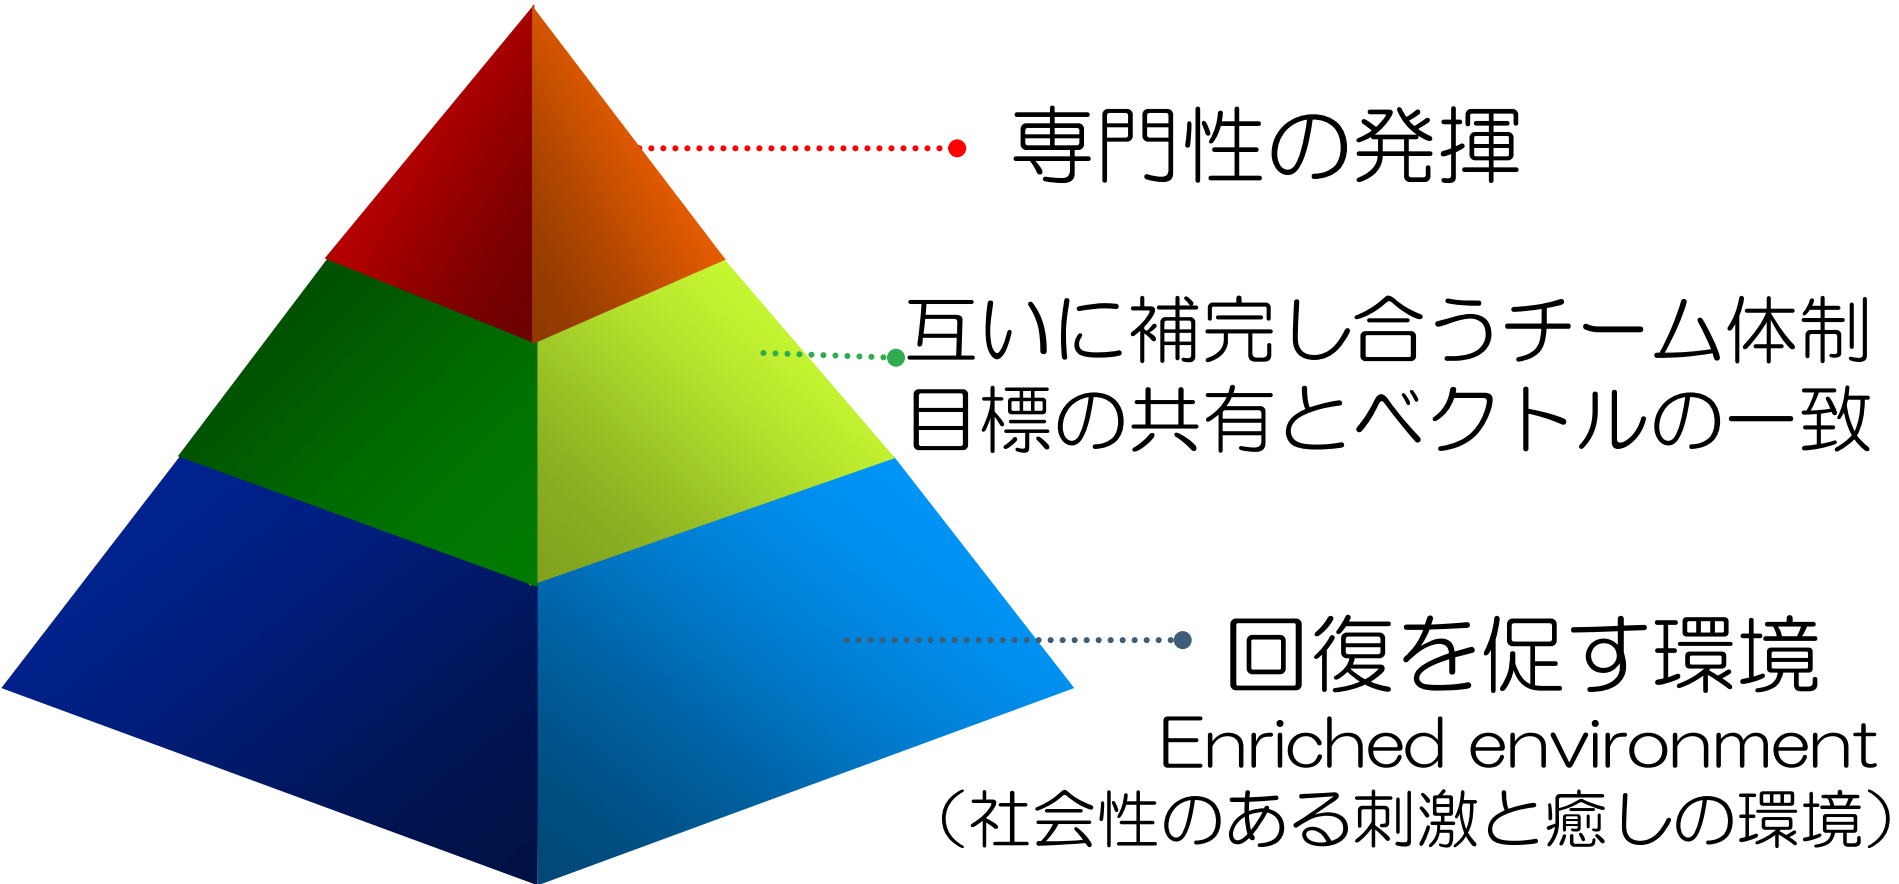 専門性の発揮
互いに補完し合うチーム体制
目標の共有とベクトルの一致
回復を促す環境
Enriched environment
（社会性のある刺激と癒しの環境）